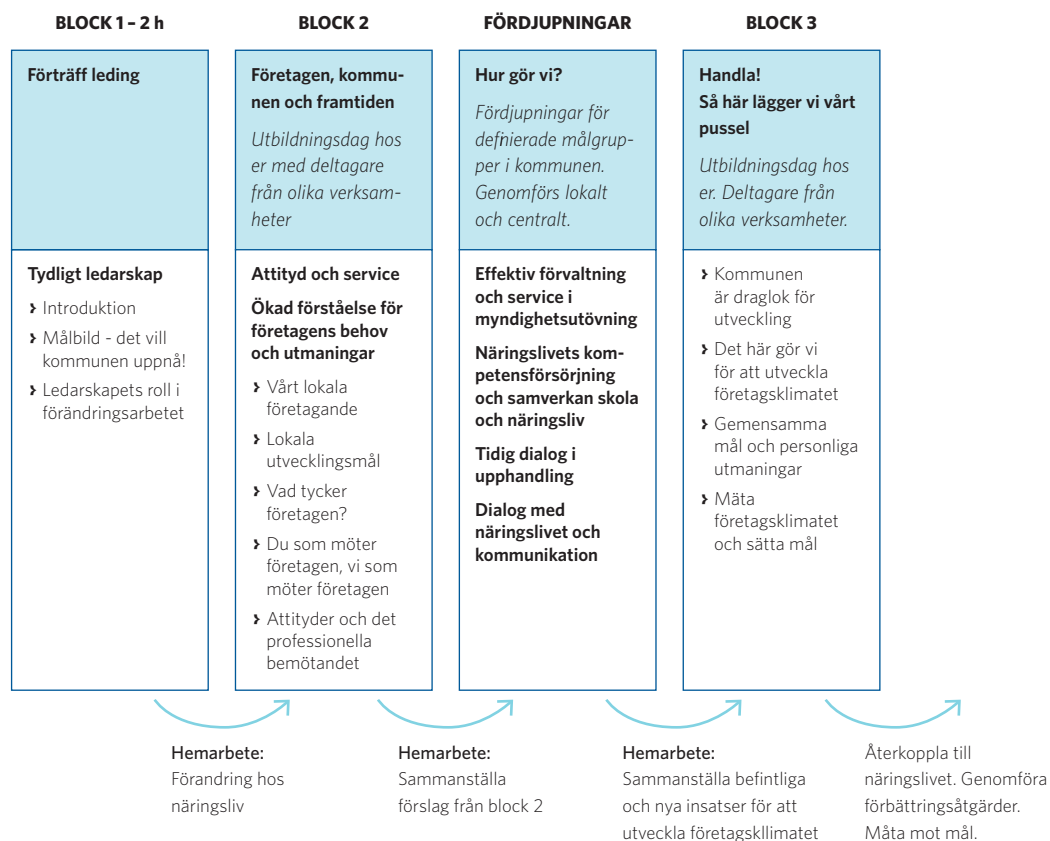 BLOCK 1 – 2 h
Förträff leding
Tydligt ledarskap
Introduktion
Målbild - det vill
kommunen uppnå!
Ledarskapets roll i
förändringsarbetet
BLOCK 2
Företagen, kommu-
nen och framtiden
Utbildningsdag hos
er med deltagare
från olika verksam-
heter
Attityd och service
Ökad förståelse för
företagens behov
och utmaningar
Vårt lokala
företagande
Lokala
utvecklingsmål
Vad tycker
företagen?
Du som möter
företagen, vi som
möter företagen
Attityder och det
professionella
bemötandet
FÖRDJUPNINGAR
Hur gör vi?
Fördjupningar för
definierade målgrup-
per i kommunen.
Genomförs lokalt
och centralt.
Effektiv förvaltning
och service i
myndighetsutövning
Näringslivets kom-
petensförsörjning
och samverkan skola
och näringsliv
Tidig dialog i
upphandling
Dialog med
näringslivet och
kommunikation
BLOCK 3
Handla!
Så här lägger vi vårt
pussel
Utbildningsdag hos
er. Deltagare från
olika verksamheter.
Kommunen
är draglok för
utveckling
Det här gör vi
för att utveckla
företagsklimatet
Gemensamma
mål och personliga
utmaningar
Mäta
företagsklimatet
och sätta mål
Hemarbete:
Förandring hos
näringsliv
Hemarbete:
Sammanställa
förslag från block 2
Hemarbete:
Sammanställa befintliga
och nya insatser för att
utveckla företagskllimatet
Återkoppla till
näringslivet. Genomföra
förbättringsåtgärder.
Måta mot mål.